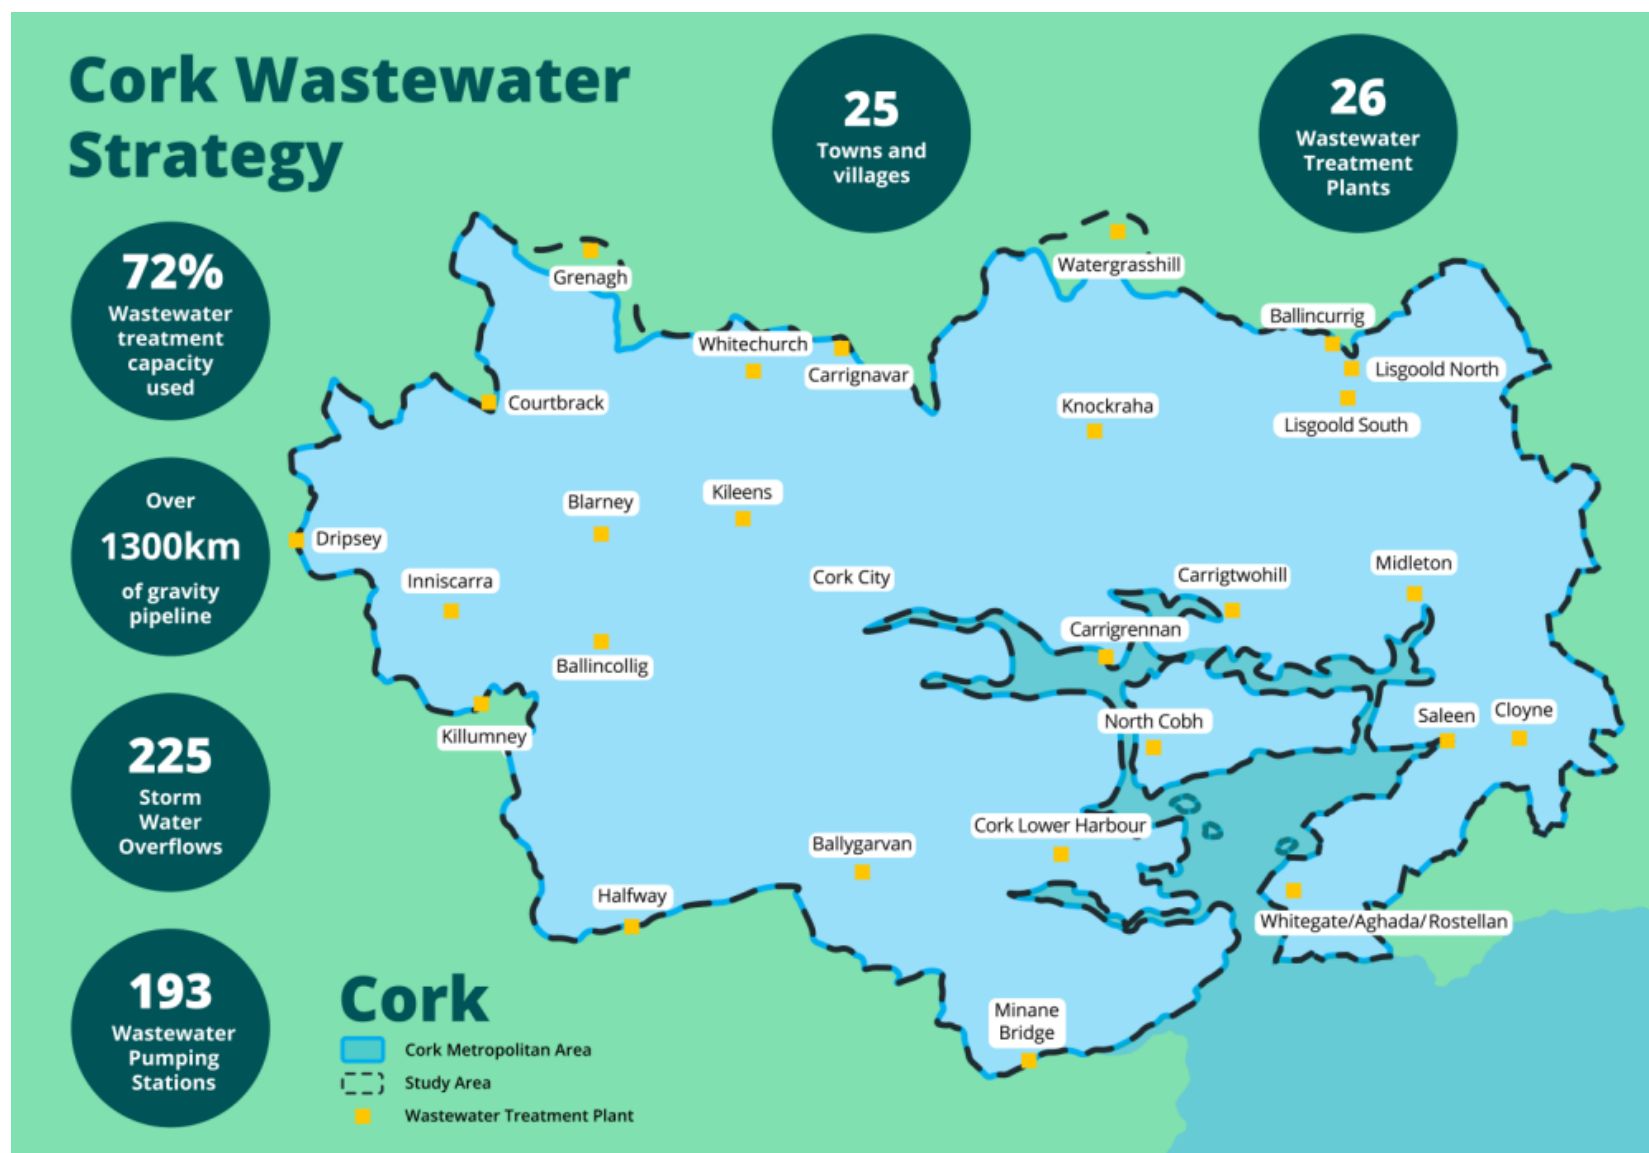 Cork Wastewater
Strategy
25
Towns and
villages
26
Wastewater
Treatment
Plants
72%
Wastewater
treatment
capacity
used
Over
1300km
of gravity
pipeline
225
Storm
Water
Overflows
193
Wastewater
Pumping
Stations
Grenagh
Watergrasshill
Ballincurrig
Whitechurch
Carrignavar
Lisgoold North
Courtbrack
Knockraha
Lisgoold South
Blarney
Kileens
Dripsey
Inniscarra
Cork City
Carrigtwohill
Midleton
Carrigrennan
Ballincollig
Killumney
North Cobh
Saleen
Cloyne
Cork Lower Harbour
Ballygarvan
Halfway
Whitegate/Aghada/Rostellan
Minane
Bridge
Cork
Cork Metropolitan Area
Study Area
Wastewater Treatment Plant